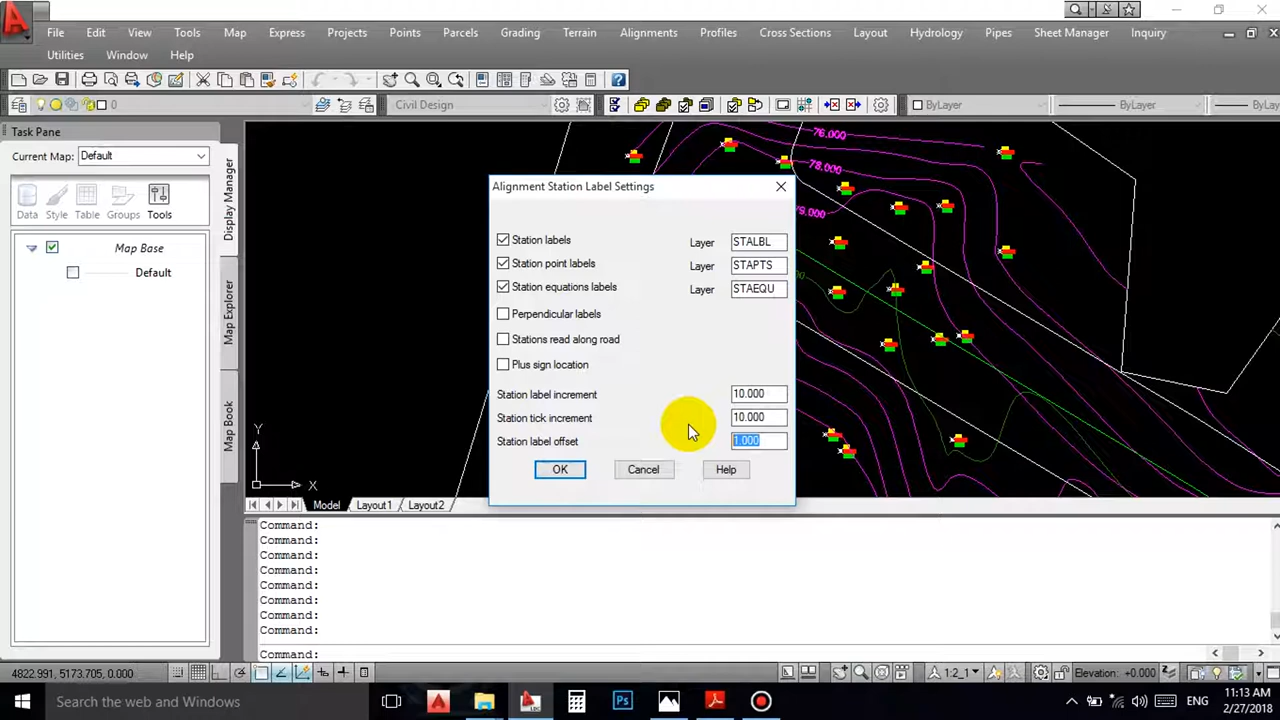 File Edit View Tools Map Express Projects Points Parcels Grading Terrain Alignments Profiles Cross Sections Layout Hydrology Pipes Sheet Manager Inquiry
Utilities Window Help
0 Civil Design ByLayer ByLayer ByLayer
Task Pane
Current Map: Default
Data Style Table Groups Tools
Map Base
Default
Display Manager
Map Explorer
Map Book
76.000
78.000
79.000
Alignment Station Label Settings
Station labels Layer STALBL
Station point labels Layer STAPTS
Station equations labels Layer STAEQU
Perpendicular labels
Stations read along road
Plus sign location
Station label increment 10.000
Station tick increment 10.000
Station label offset 1.000
OK Cancel Help
Y
X
Model Layout1 Layout2
Command:
Command:
Command:
Command:
Command:
Command:
Command:
Command:
Command:
4822.991, 5173.705, 0.000 1:2_1 Elevation: +0.000
Search the web and Windows ENG 11:13 AM
2/27/2018